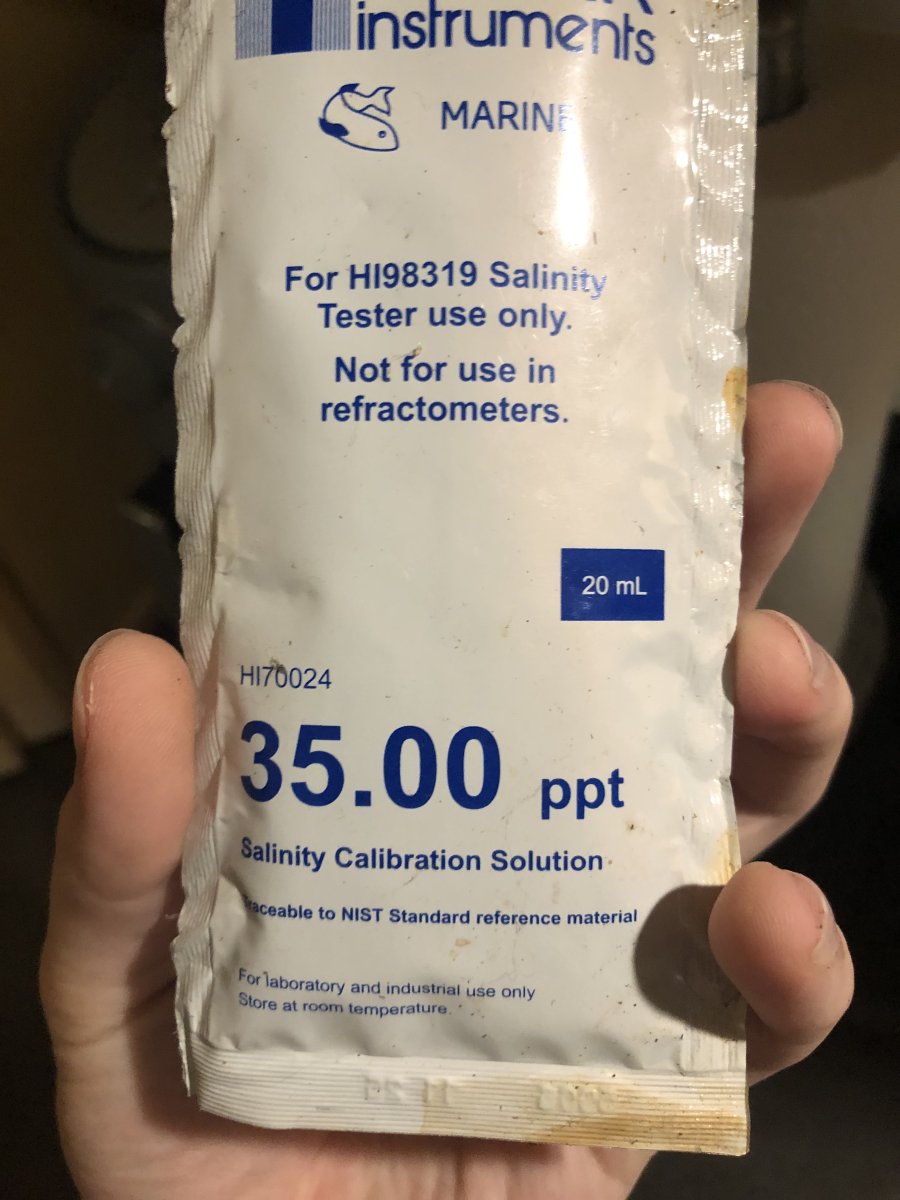 instruments
MARINE
For HI98319 Salinity
Tester use only.
Not for use in
refractometers.
20 mL
HI70024
35.00 ppt
Salinity Calibration Solution
Traceable to NIST Standard reference material
For laboratory and industrial use only
Store at room temperature.